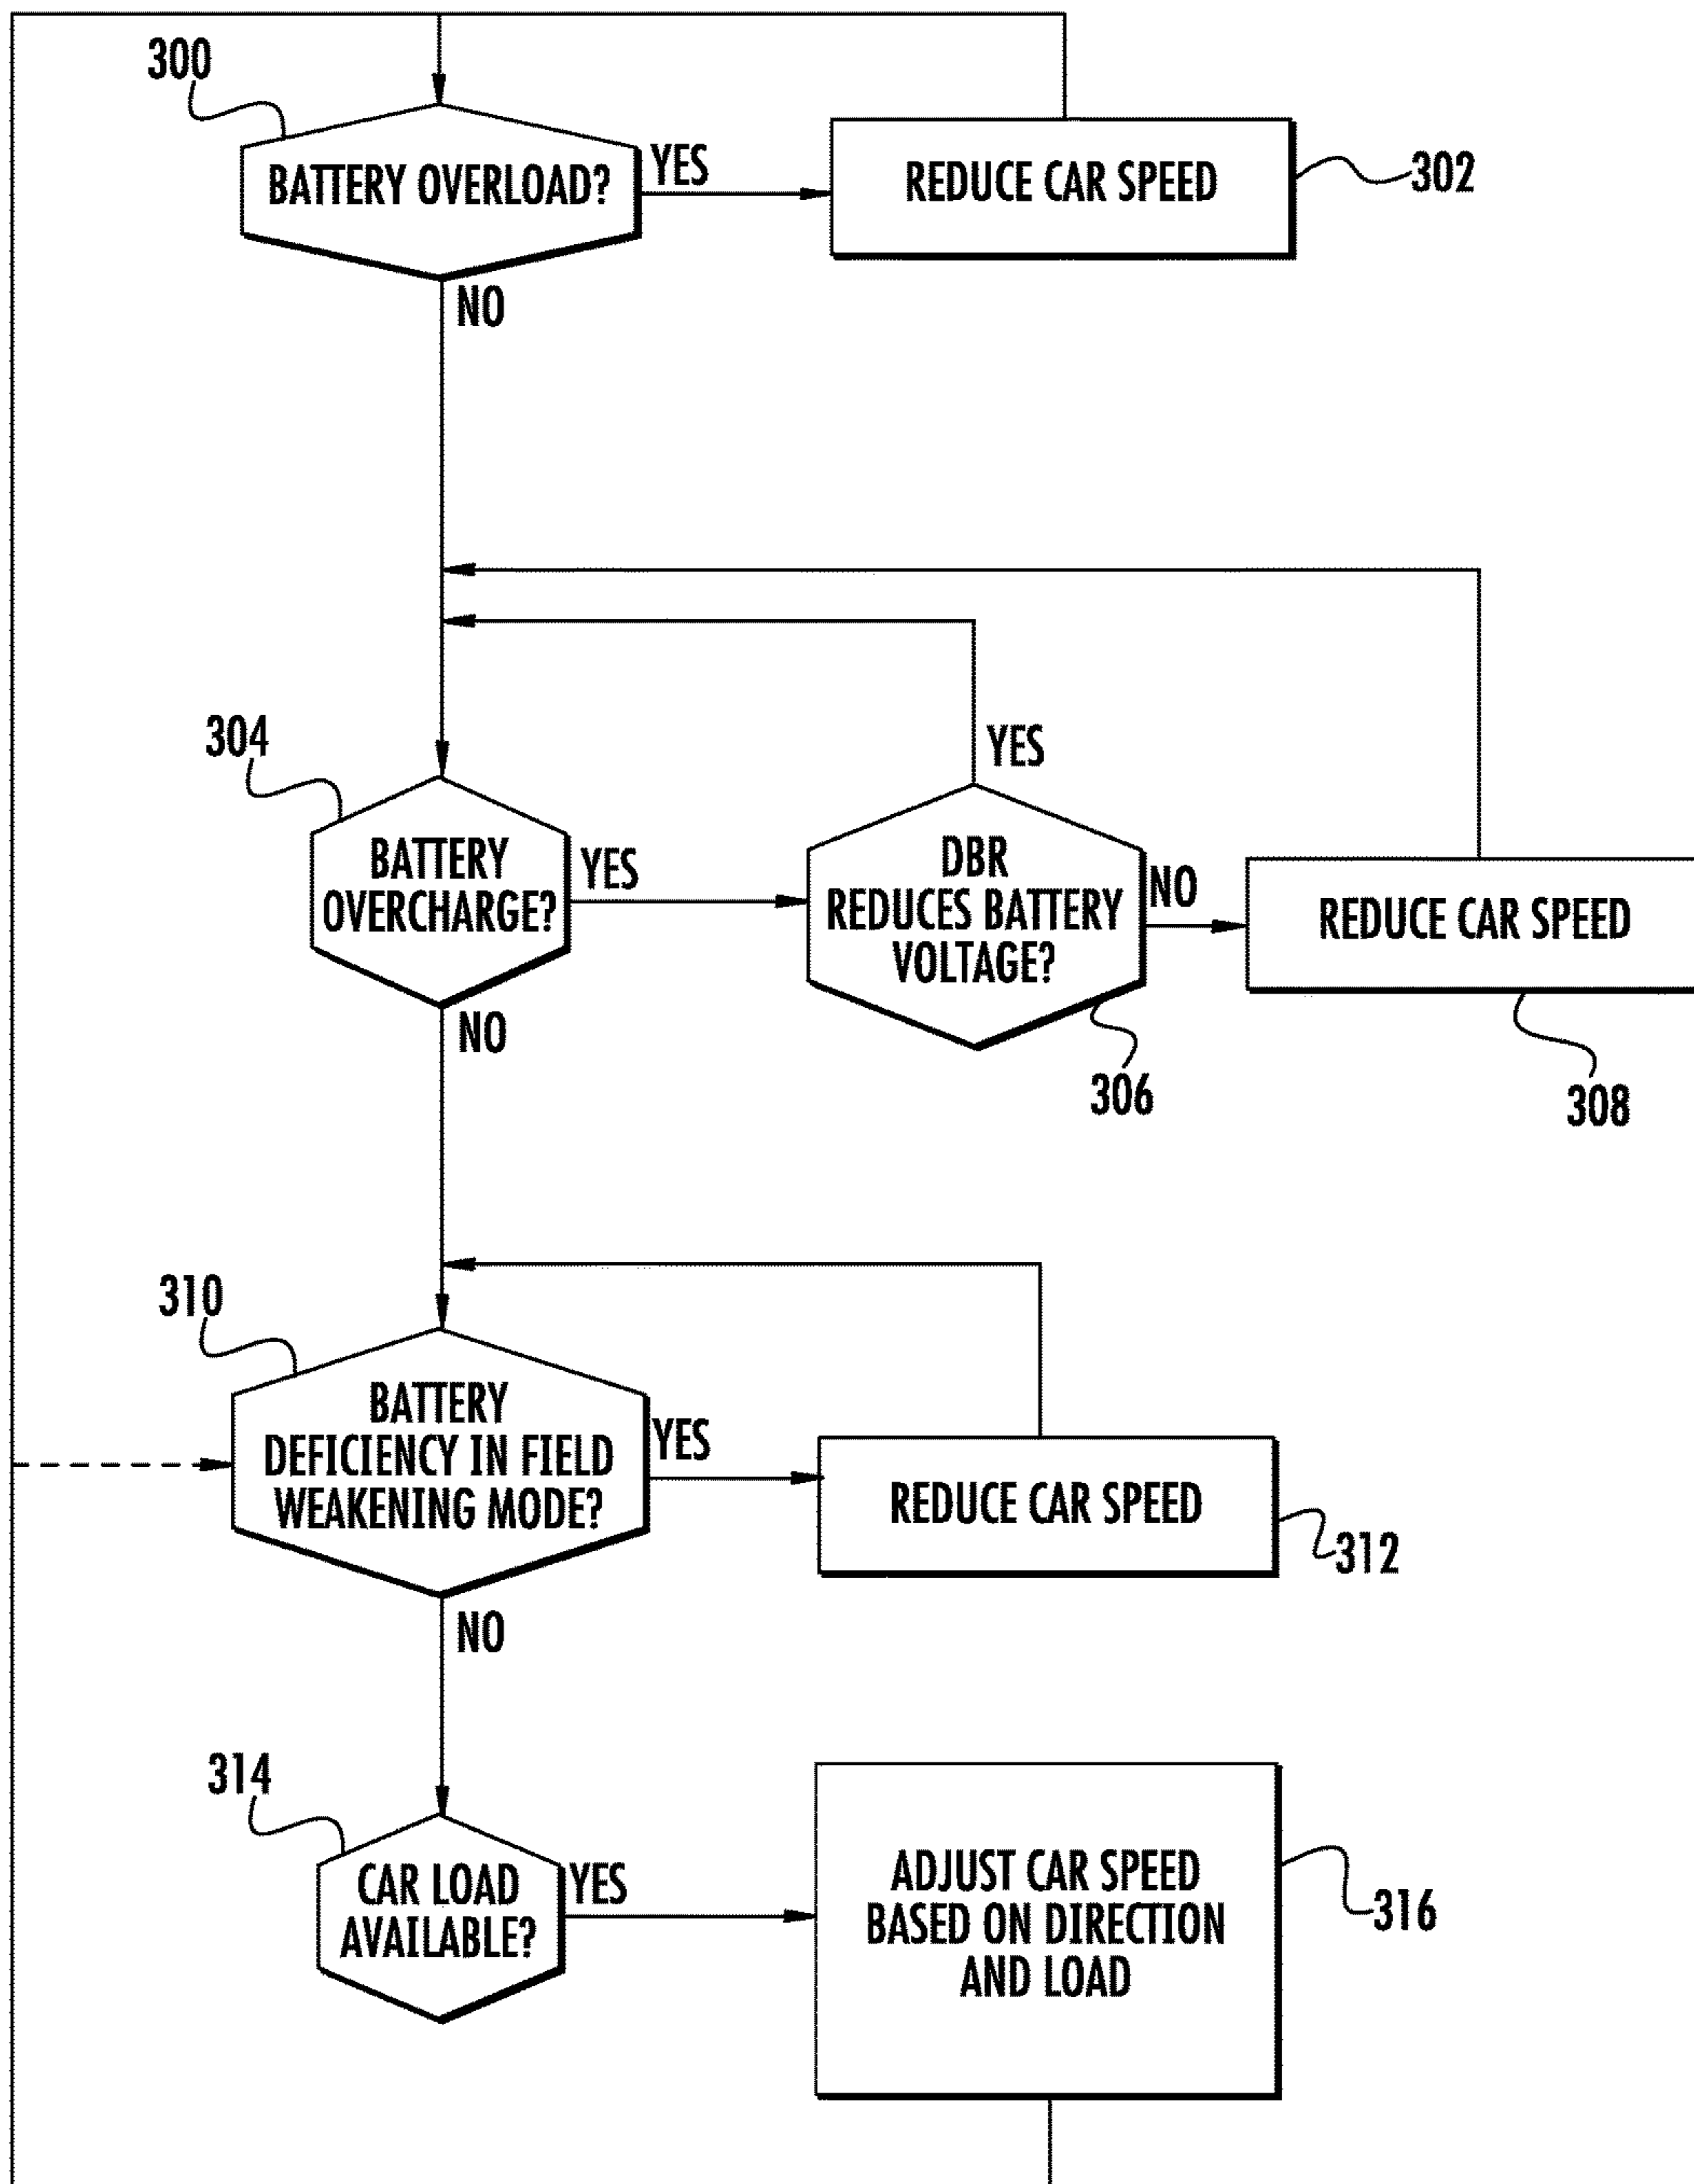 300
BATTERY OVERLOAD?
YES
REDUCE CAR SPEED
302
NO
304
BATTERY
OVERCHARGE?
YES
YES
DBR
REDUCES BATTERY
VOLTAGE?
NO
REDUCE CAR SPEED
NO
306
308
310
BATTERY
DEFICIENCY IN FIELD
WEAKENING MODE?
YES
REDUCE CAR SPEED
312
NO
314
CAR LOAD
AVAILABLE?
YES
ADJUST CAR SPEED
BASED ON DIRECTION
AND LOAD
316